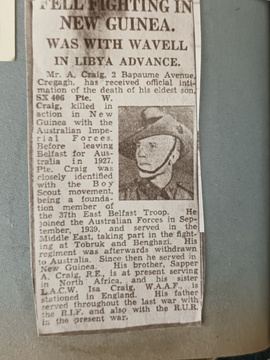 FELL FIGHTING IN
NEW GUINEA.
WAS WITH WAVELL
IN LIBYA ADVANCE.
Mr. A. Craig, 2 Bapaume Avenue,
Cregagh, has received official inti-
mation of the death of his eldest son,
SX 406 Pte. W.
Craig, killed in
action in New
Guinea with the
Australian Impe-
rial Forces.
Before leaving
Belfast for Aus-
tralia in 1927,
Pte. Craig was
closely identified
with the Boy
Scout movement,
being a founda-
tion member of
the 37th East Belfast Troop. He
joined the Australian Forces in Sep-
tember, 1939, and served in the
Middle East, taking part in the fight-
ing at Tobruk and Benghazi. His
regiment was afterwards withdrawn
to Australia. Since then he served in
New Guinea. His brother, Sapper
A. Craig, R.E., is at present serving
in North Africa, and his sister
L.A.C.W. Isa Craig, W.A.A.F., is
stationed in England. His father
served throughout the last war with
the R.I.F. and also with the R.U.R.
in the present war.